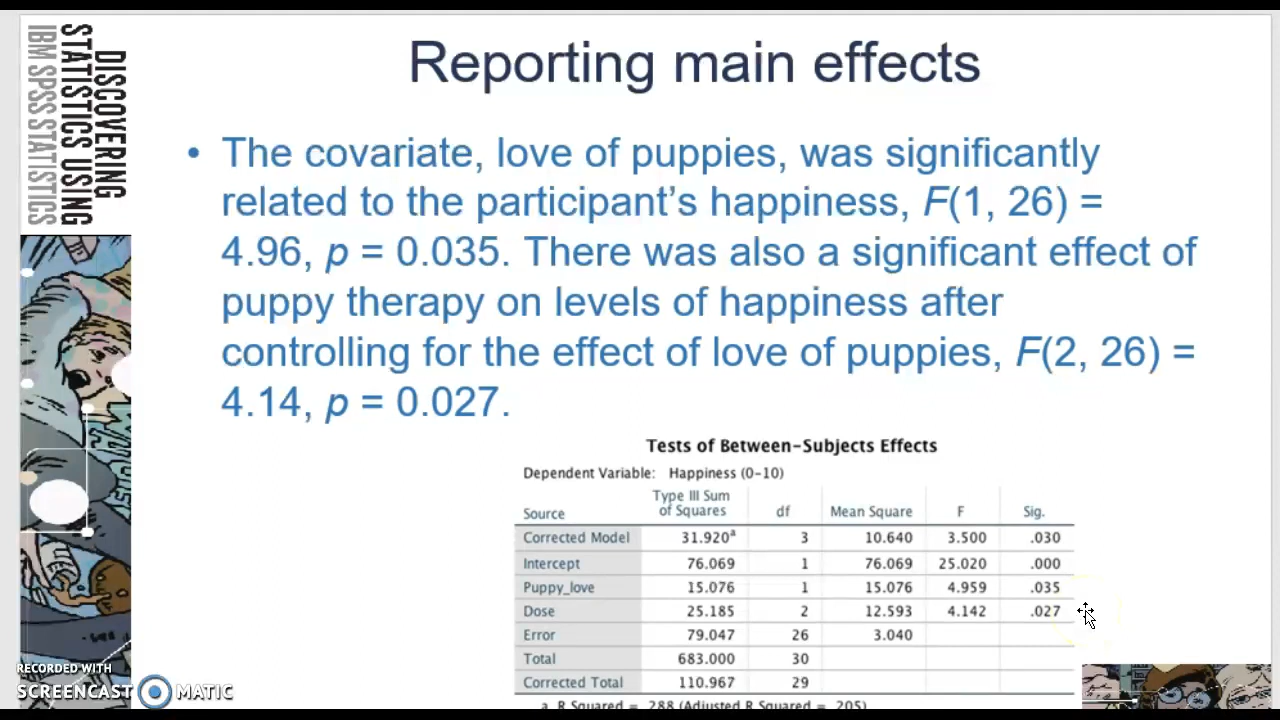 DISCOVERING
STATISTICS USING
IBM SPSS STATISTICS
Reporting main effects
• The covariate, love of puppies, was significantly
related to the participant’s happiness, F(1, 26) =
4.96, p = 0.035. There was also a significant effect of
puppy therapy on levels of happiness after
controlling for the effect of love of puppies, F(2, 26) =
4.14, p = 0.027.
Tests of Between-Subjects Effects
Dependent Variable: Happiness (0-10)
Source Type III Sum of Squares df Mean Square F Sig.
Corrected Model 31.920a 3 10.640 3.500 .030
Intercept 76.069 1 76.069 25.020 .000
Puppy_love 15.076 1 15.076 4.959 .035
Dose 25.185 2 12.593 4.142 .027
Error 79.047 26 3.040
Total 683.000 30
Corrected Total 110.967 29
a. R Squared = .288 (Adjusted R Squared = .205)
RECORDED WITH
SCREENCAST MATIC